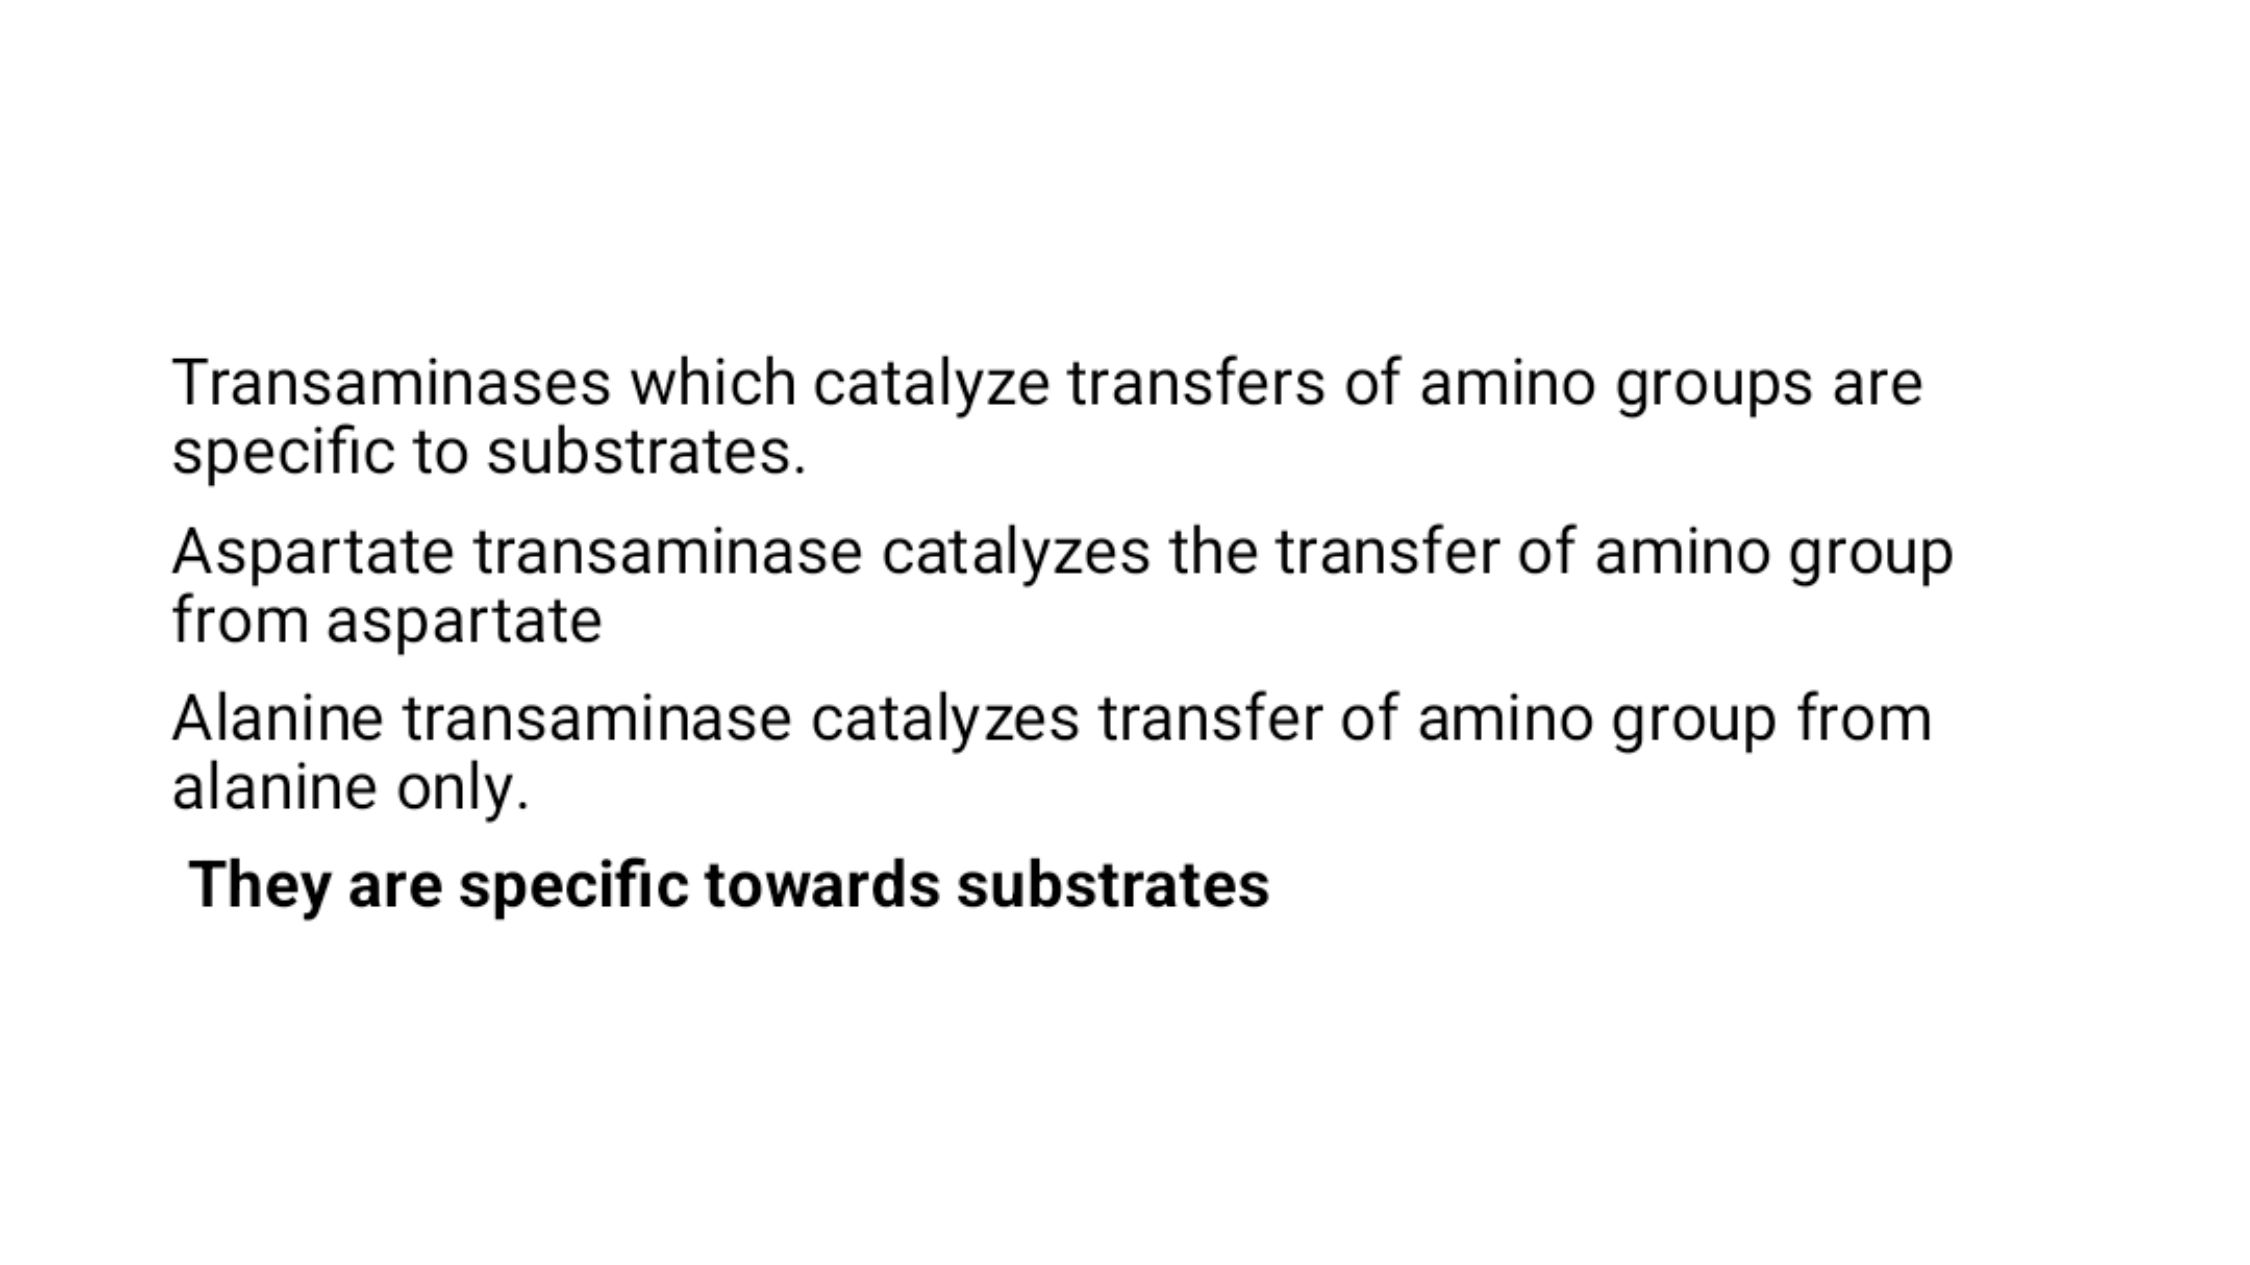 Transaminases which catalyze transfers of amino groups are
specific to substrates.
Aspartate transaminase catalyzes the transfer of amino group
from aspartate
Alanine transaminase catalyzes transfer of amino group from
alanine only.
They are specific towards substrates